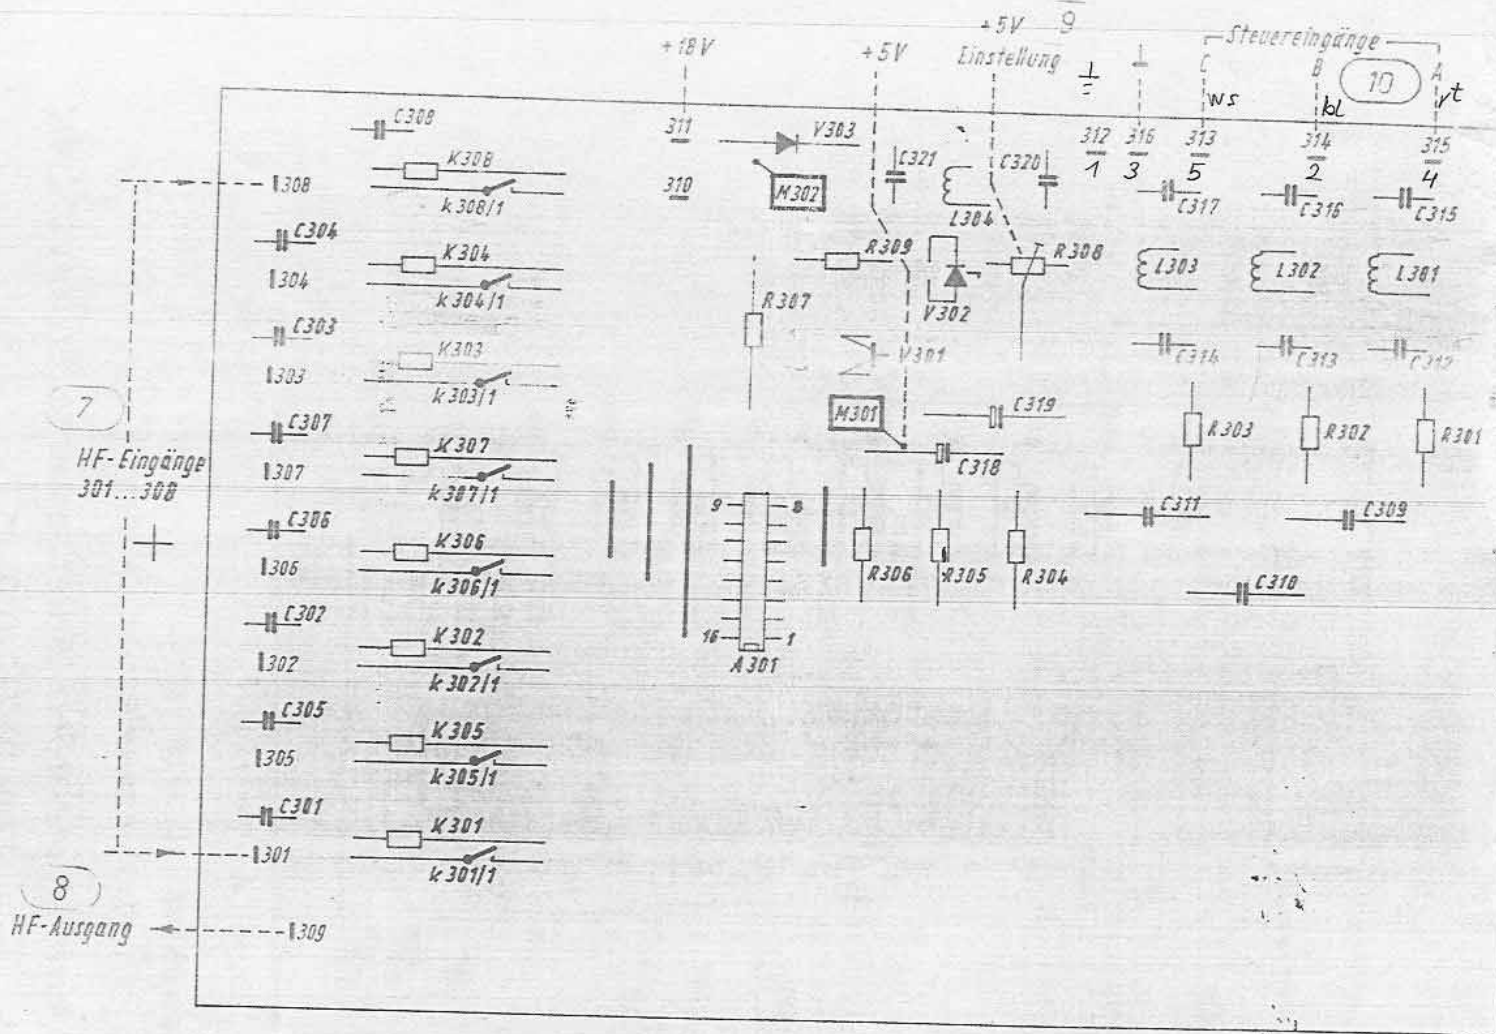 +18V
+5V
+5V
Einstellung
9
Steuereingänge
C
B
A
10
ws
bl
rt
C308
K308
k308/1
308
C304
K304
304
k304/1
C303
K303
303
k303/1
7
HF-Eingänge
301...308
C307
K307
307
k307/1
C306
K306
306
k306/1
C302
K302
302
k302/1
C305
K305
305
k305/1
C301
K301
301
k301/1
8
HF-Ausgang
309
311
310
V303
M302
C321
L304
C320
312
316
313
314
315
1
3
5
2
4
C317
C316
C315
R309
R308
V302
R307
V301
L303
L302
L301
C314
C313
C312
M301
C319
C318
R303
R302
R301
9
8
16
1
A301
R306
R305
R304
C311
C309
C310